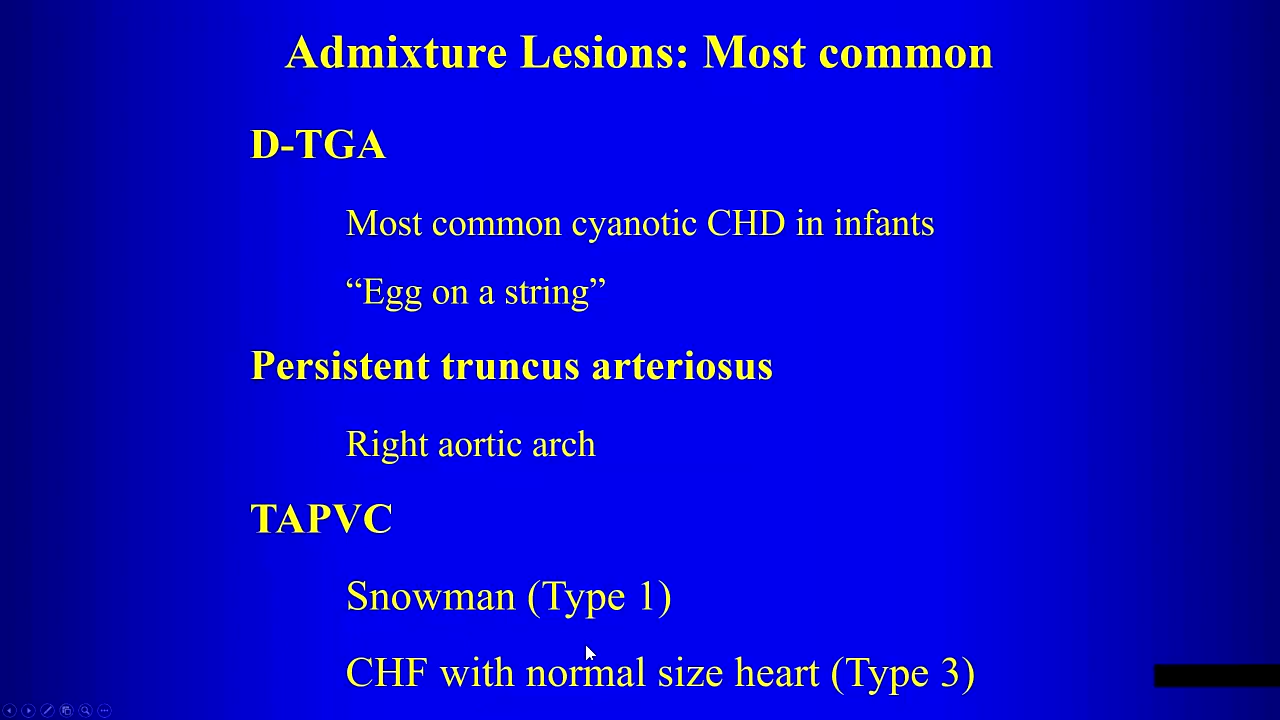 Admixture Lesions: Most common
D-TGA
Most common cyanotic CHD in infants
“Egg on a string”
Persistent truncus arteriosus
Right aortic arch
TAPVC
Snowman (Type 1)
CHF with normal size heart (Type 3)